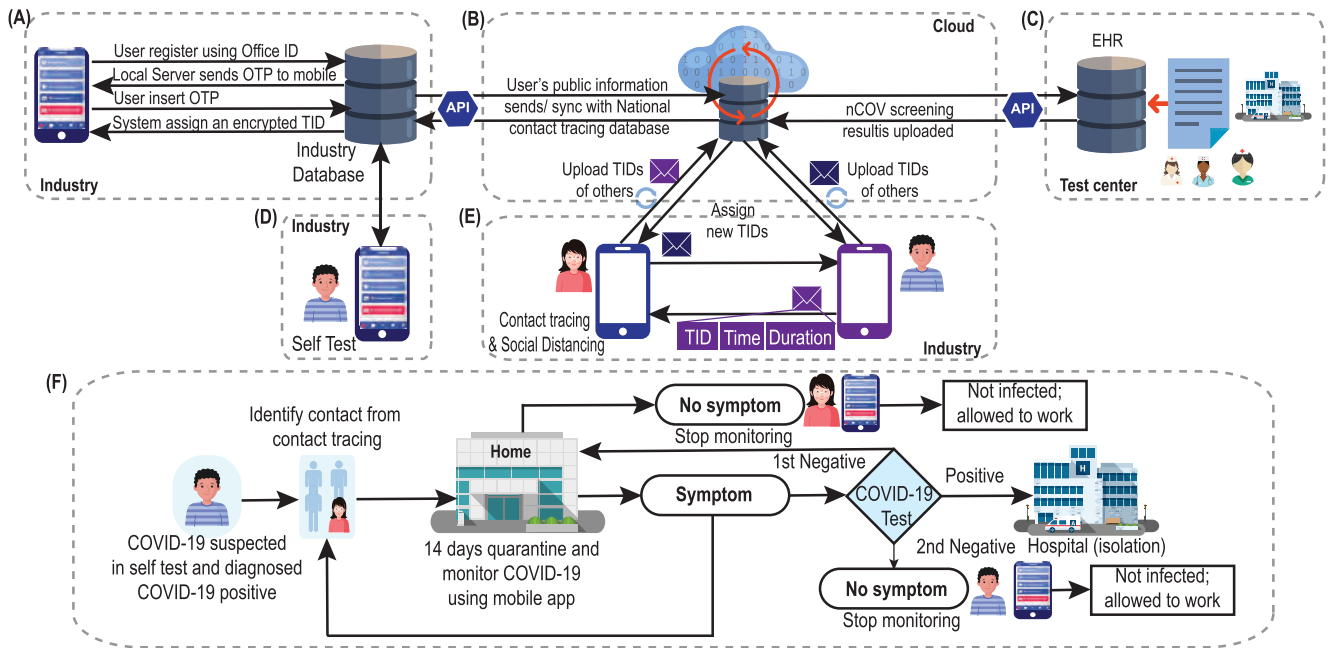 (A)
User register using Office ID
Local Server sends OTP to mobile
User insert OTP
System assign an encrypted TID
Industry
Database
Industry
API
(B)
Cloud
User's public information
sends/ sync with National
contact tracing database
nCOV screening
resultis uploaded
Upload TIDs
of others
Upload TIDs
of others
API
(C)
EHR
H
Test center
(D)
Industry
Self Test
(E)
Assign
new TIDs
Contact tracing
& Social Distancing
TID
Time
Duration
Industry
(F)
COVID-19 suspected
in self test and diagnosed
COVID-19 positive
Identify contact from
contact tracing
Home
14 days quarantine and
monitor COVID-19
using mobile app
No symptom
Stop monitoring
Not infected;
allowed to work
Symptom
1st Negative
COVID-19
Test
Positive
H
Hospital (isolation)
2nd Negative
No symptom
Stop monitoring
Not infected;
allowed to work